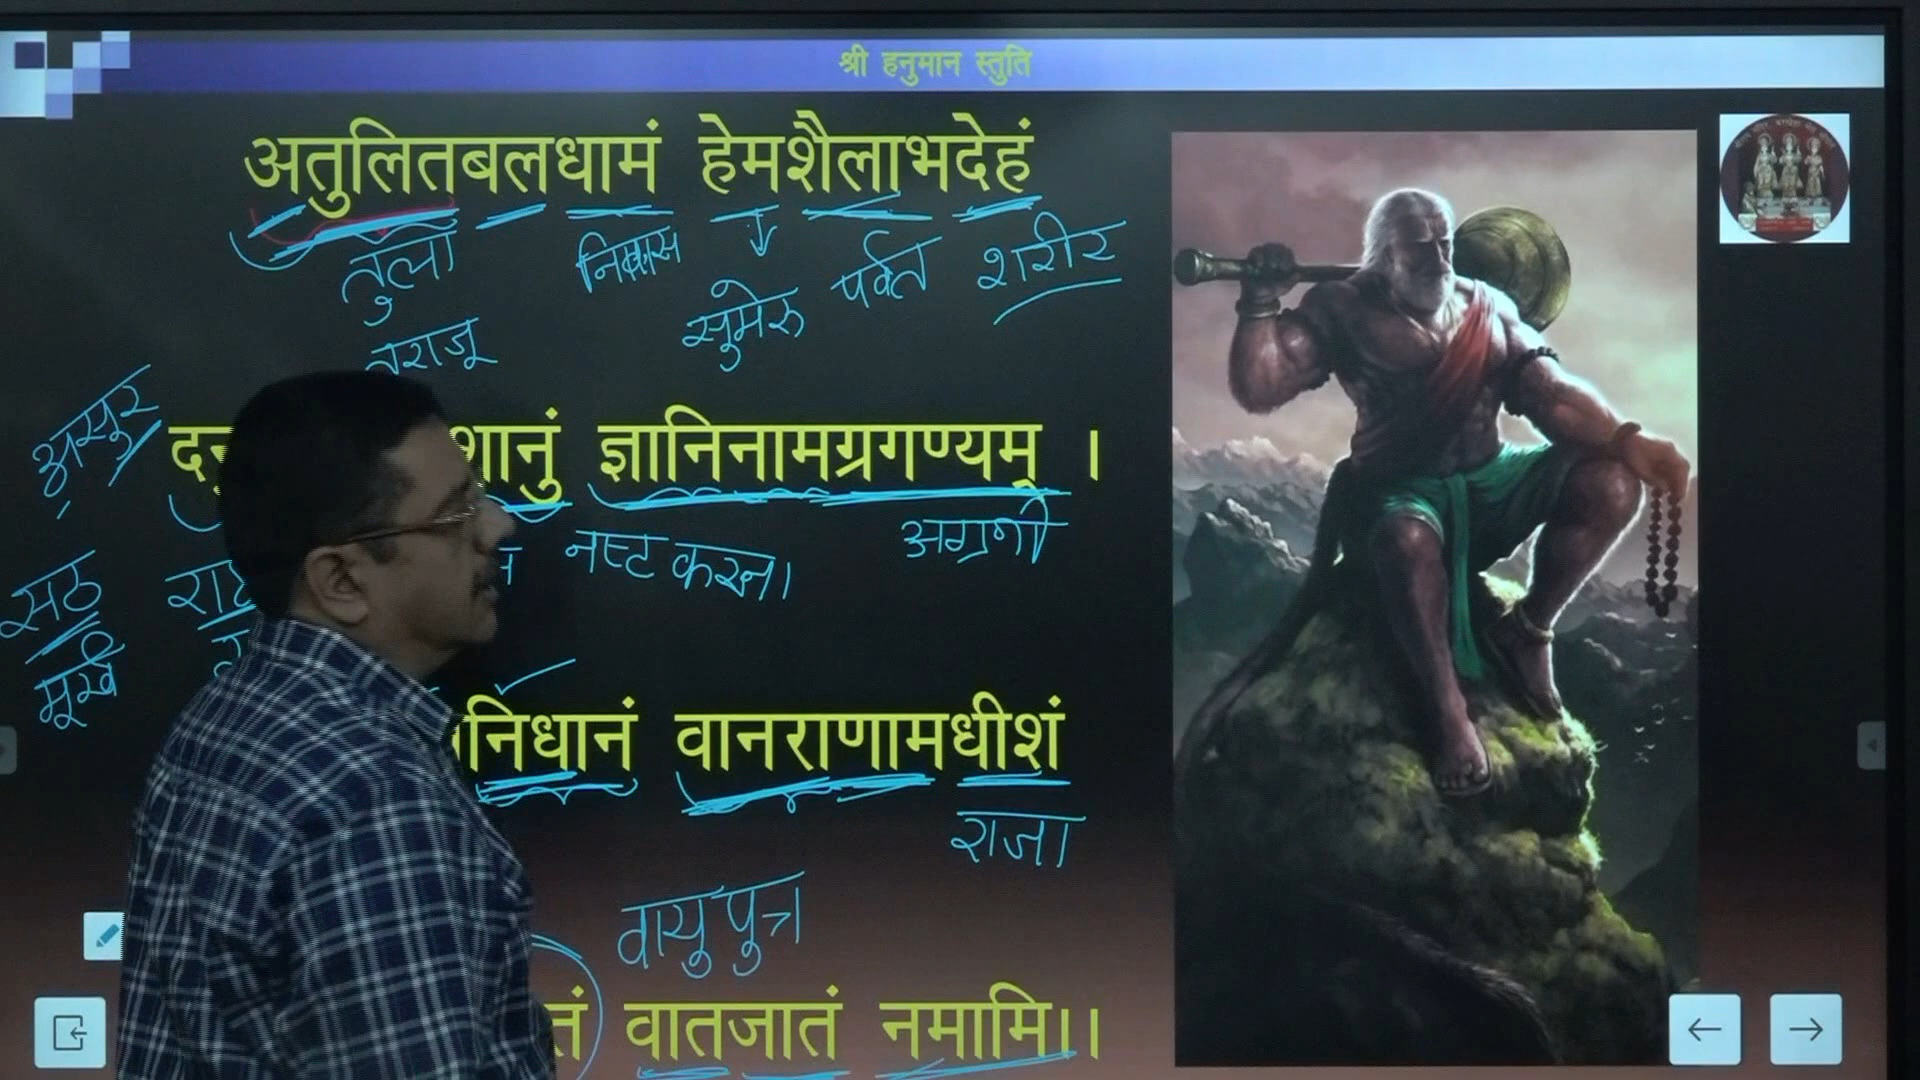 श्री हनुमान स्तुति
अतुलितबलधामं हेमशैलाभदेहं
तुला निवास पर्वत शरीर
तराजू सुमेरु
असुर
शानुं ज्ञानिनामग्रगण्यम् ।
नष्ट करना। अग्रणी
सठ
मूर्ख
निधानं वानराणामधीशं
राजा
वायु पुत्र
तं वातजातं नमामि।।